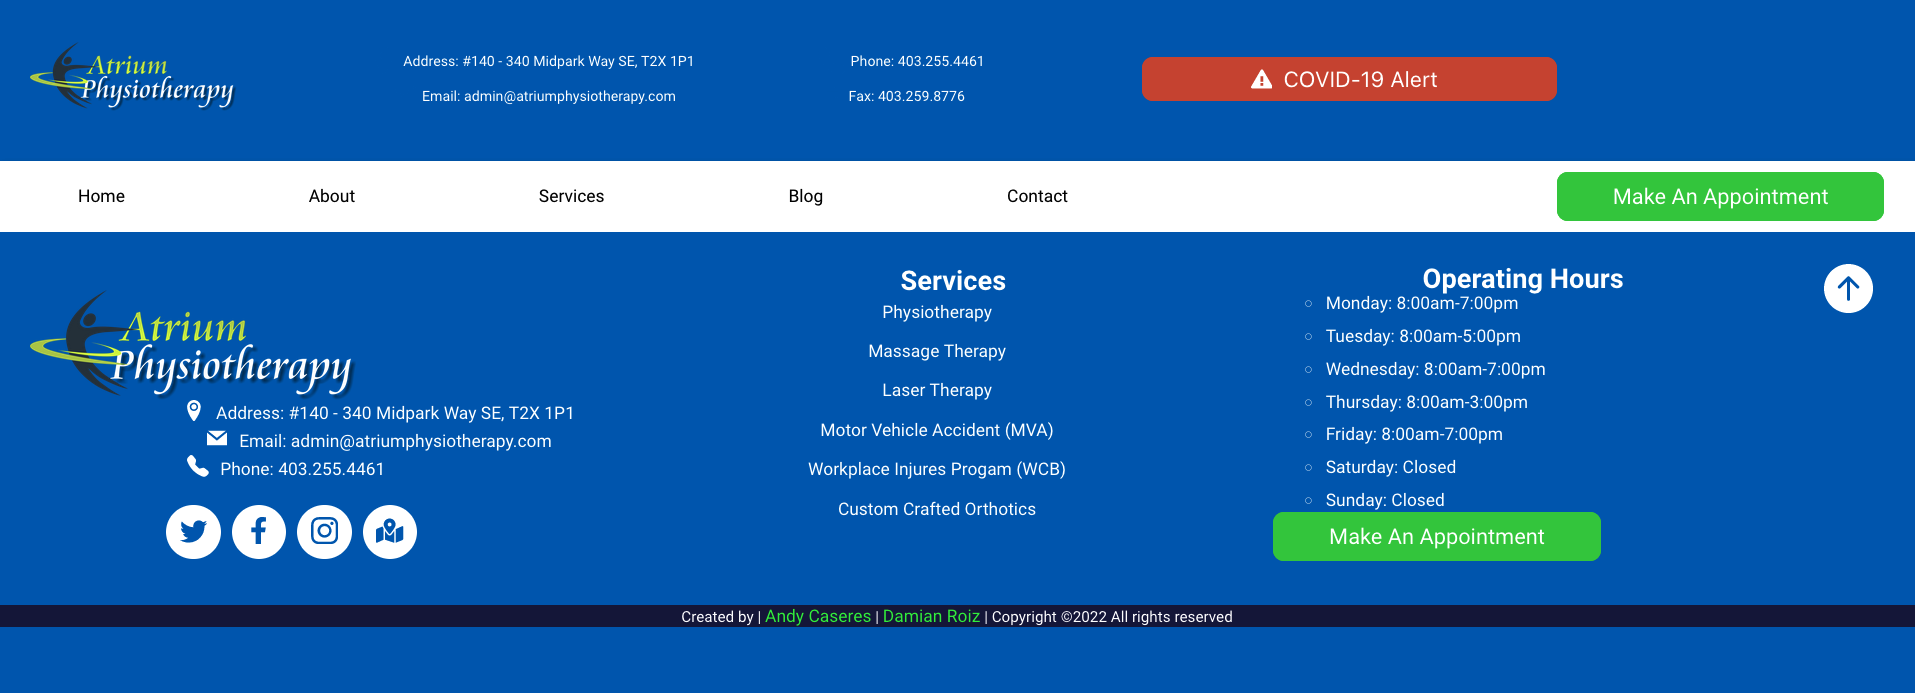 Atrium
Physiotherapy
Address: #140 - 340 Midpark Way SE, T2X 1P1
Email: admin@atriumphysiotherapy.com
Phone: 403.255.4461
Fax: 403.259.8776
COVID-19 Alert
Home
About
Services
Blog
Contact
Make An Appointment
Atrium
Physiotherapy
Address: #140 - 340 Midpark Way SE, T2X 1P1
Email: admin@atriumphysiotherapy.com
Phone: 403.255.4461
Services
Physiotherapy
Massage Therapy
Laser Therapy
Motor Vehicle Accident (MVA)
Workplace Injures Progam (WCB)
Custom Crafted Orthotics
Operating Hours
Monday: 8:00am-7:00pm
Tuesday: 8:00am-5:00pm
Wednesday: 8:00am-7:00pm
Thursday: 8:00am-3:00pm
Friday: 8:00am-7:00pm
Saturday: Closed
Sunday: Closed
Make An Appointment
Created by | Andy Caseres | Damian Roiz | Copyright ©2022 All rights reserved